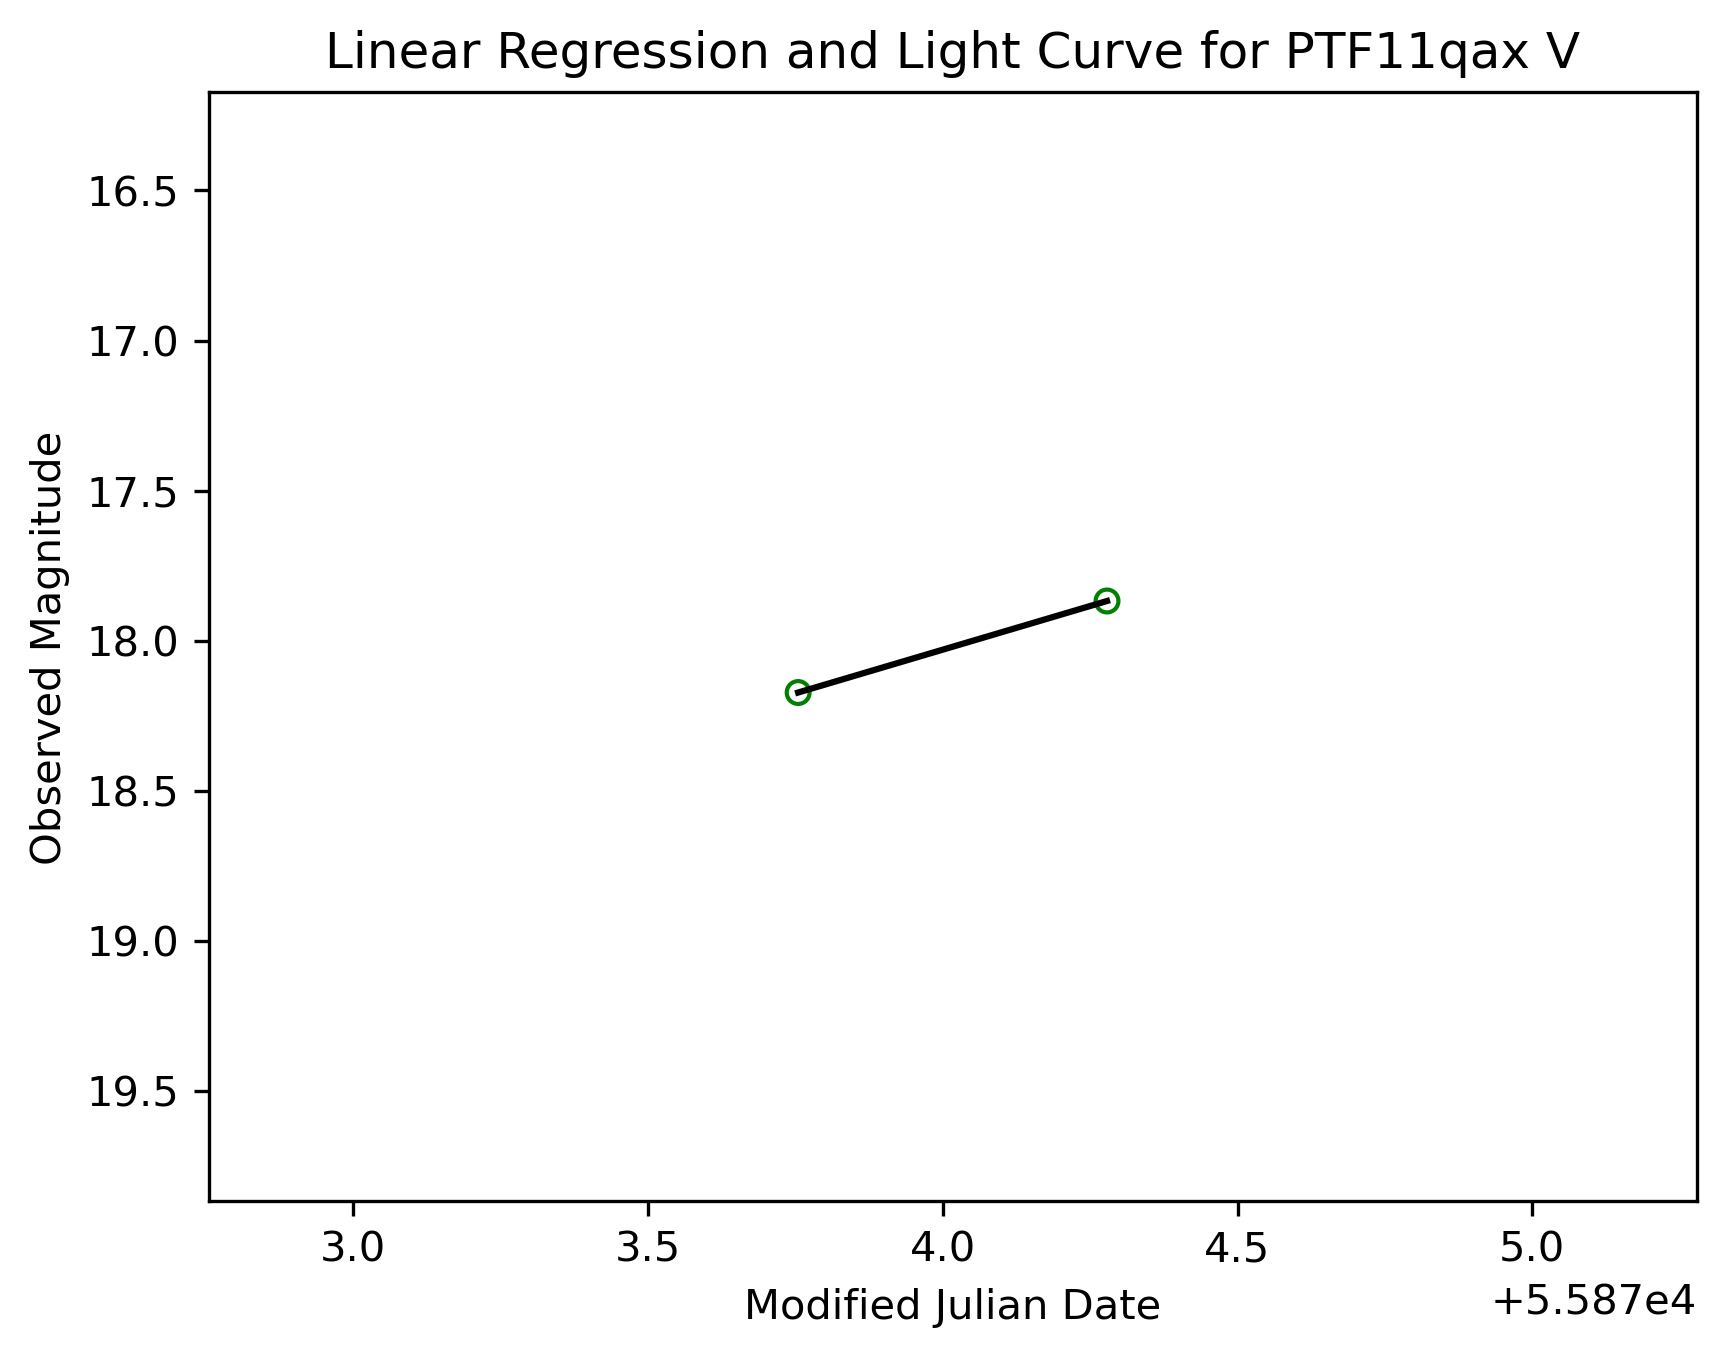 Linear Regression and Light Curve for PTF11qax V
Observed Magnitude
16.5
17.0
17.5
18.0
18.5
19.0
19.5
3.0 3.5 4.0 4.5 5.0
Modified Julian Date
+5.587e4